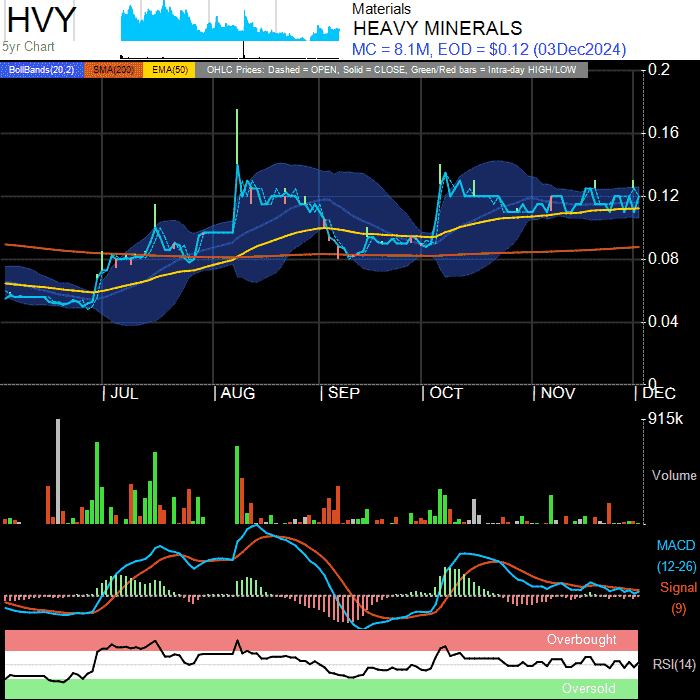 HVY
5yr Chart
Materials
HEAVY MINERALS
MC = 8.1M, EOD = $0.12 (03Dec2024)
BollBands(20,2) SMA(200) EMA(50) OHLC Prices: Dashed = OPEN, Solid = CLOSE, Green/Red bars = Intra-day HIGH/LOW
0.2
0.16
0.12
0.08
0.04
0
JUL AUG SEP OCT NOV DEC
915k
Volume
MACD
(12-26)
Signal
(9)
Overbought
RSI(14)
Oversold